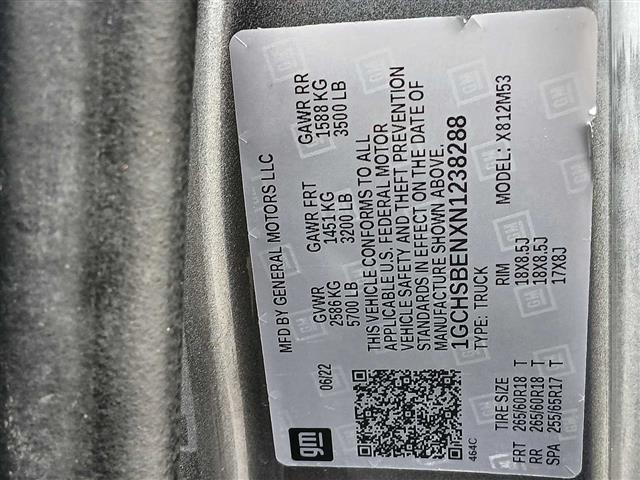 gm
06/22
MFD BY GENERAL MOTORS LLC
GVWR GAWR FRT GAWR RR
2586 KG 1451 KG 1588 KG
5700 LB 3200 LB 3500 LB
THIS VEHICLE CONFORMS TO ALL
APPLICABLE U.S. FEDERAL MOTOR
VEHICLE SAFETY AND THEFT PREVENTION
STANDARDS IN EFFECT ON THE DATE OF
MANUFACTURE SHOWN ABOVE.
1GCHSBENXN1238288
464C
TYPE: TRUCK MODEL: X812M53
TIRE SIZE RIM
FRT 265/60R18 T 18X8.5J
RR 265/60R18 T 18X8.5J
SPA 255/65R17 T 17X8J